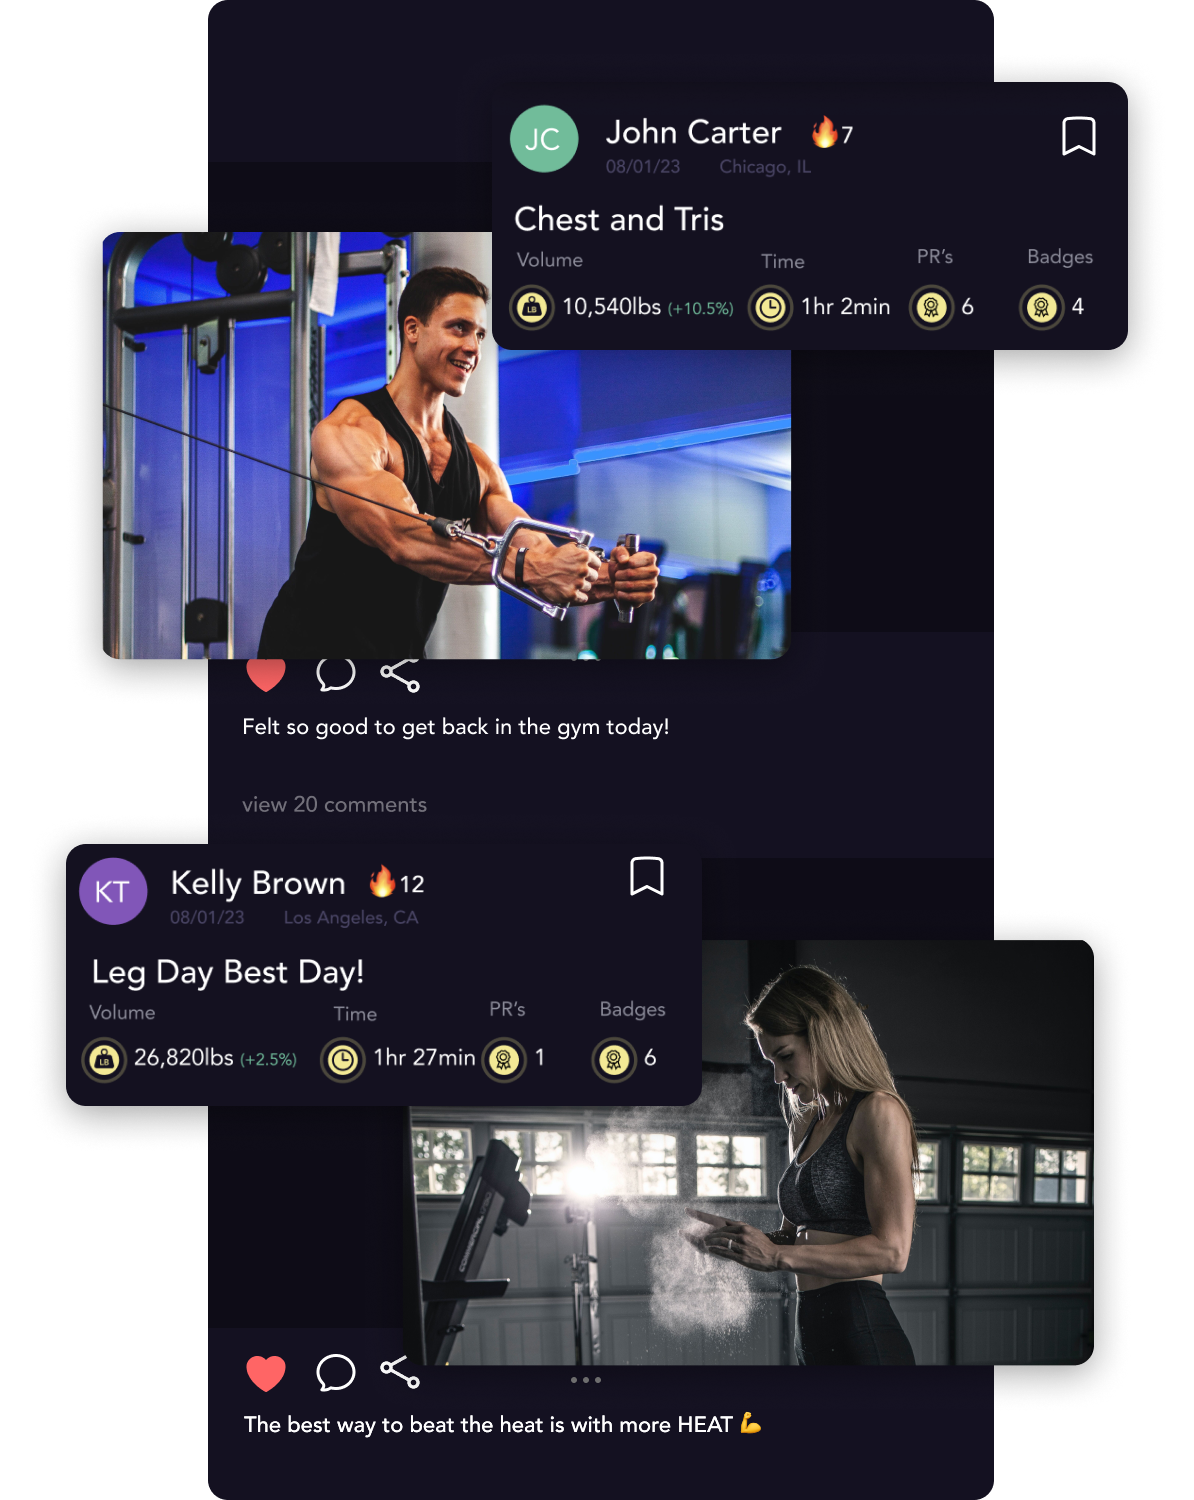 JC
John Carter 🔥7
08/01/23 Chicago, IL
Chest and Tris
Volume Time PR's Badges
LB 10,540lbs (+10.5%) 1hr 2min 6 4
Felt so good to get back in the gym today!
view 20 comments
KT
Kelly Brown 🔥12
08/01/23 Los Angeles, CA
Leg Day Best Day!
Volume Time PR's Badges
LB 26,820lbs (+2.5%) 1hr 27min 1 6
The best way to beat the heat is with more HEAT 💪